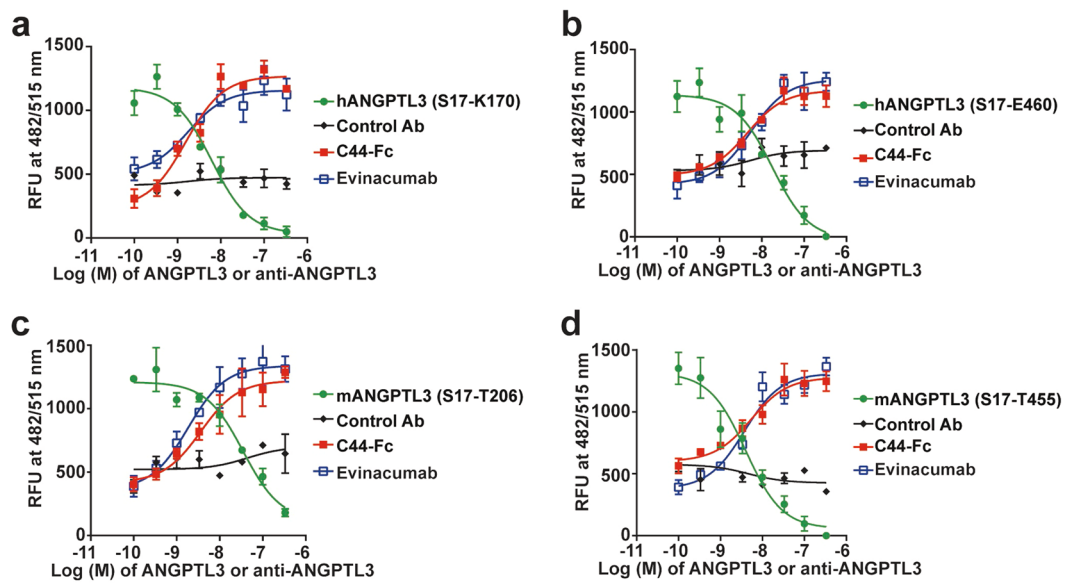 a
RFU at 482/515 nm
1500
1000
500
0
-11 -10 -9 -8 -7 -6
Log (M) of ANGPTL3 or anti-ANGPTL3
hANGPTL3 (S17-K170)
Control Ab
C44-Fc
Evinacumab
b
RFU at 482/515 nm
1500
1000
500
0
-11 -10 -9 -8 -7 -6
Log (M) of ANGPTL3 or anti-ANGPTL3
hANGPTL3 (S17-E460)
Control Ab
C44-Fc
Evinacumab
c
RFU at 482/515 nm
1500
1000
500
0
-11 -10 -9 -8 -7 -6
Log (M) of ANGPTL3 or anti-ANGPTL3
mANGPTL3 (S17-T206)
Control Ab
C44-Fc
Evinacumab
d
RFU at 482/515 nm
1500
1000
500
0
-11 -10 -9 -8 -7 -6
Log (M) of ANGPTL3 or anti-ANGPTL3
mANGPTL3 (S17-T455)
Control Ab
C44-Fc
Evinacumab